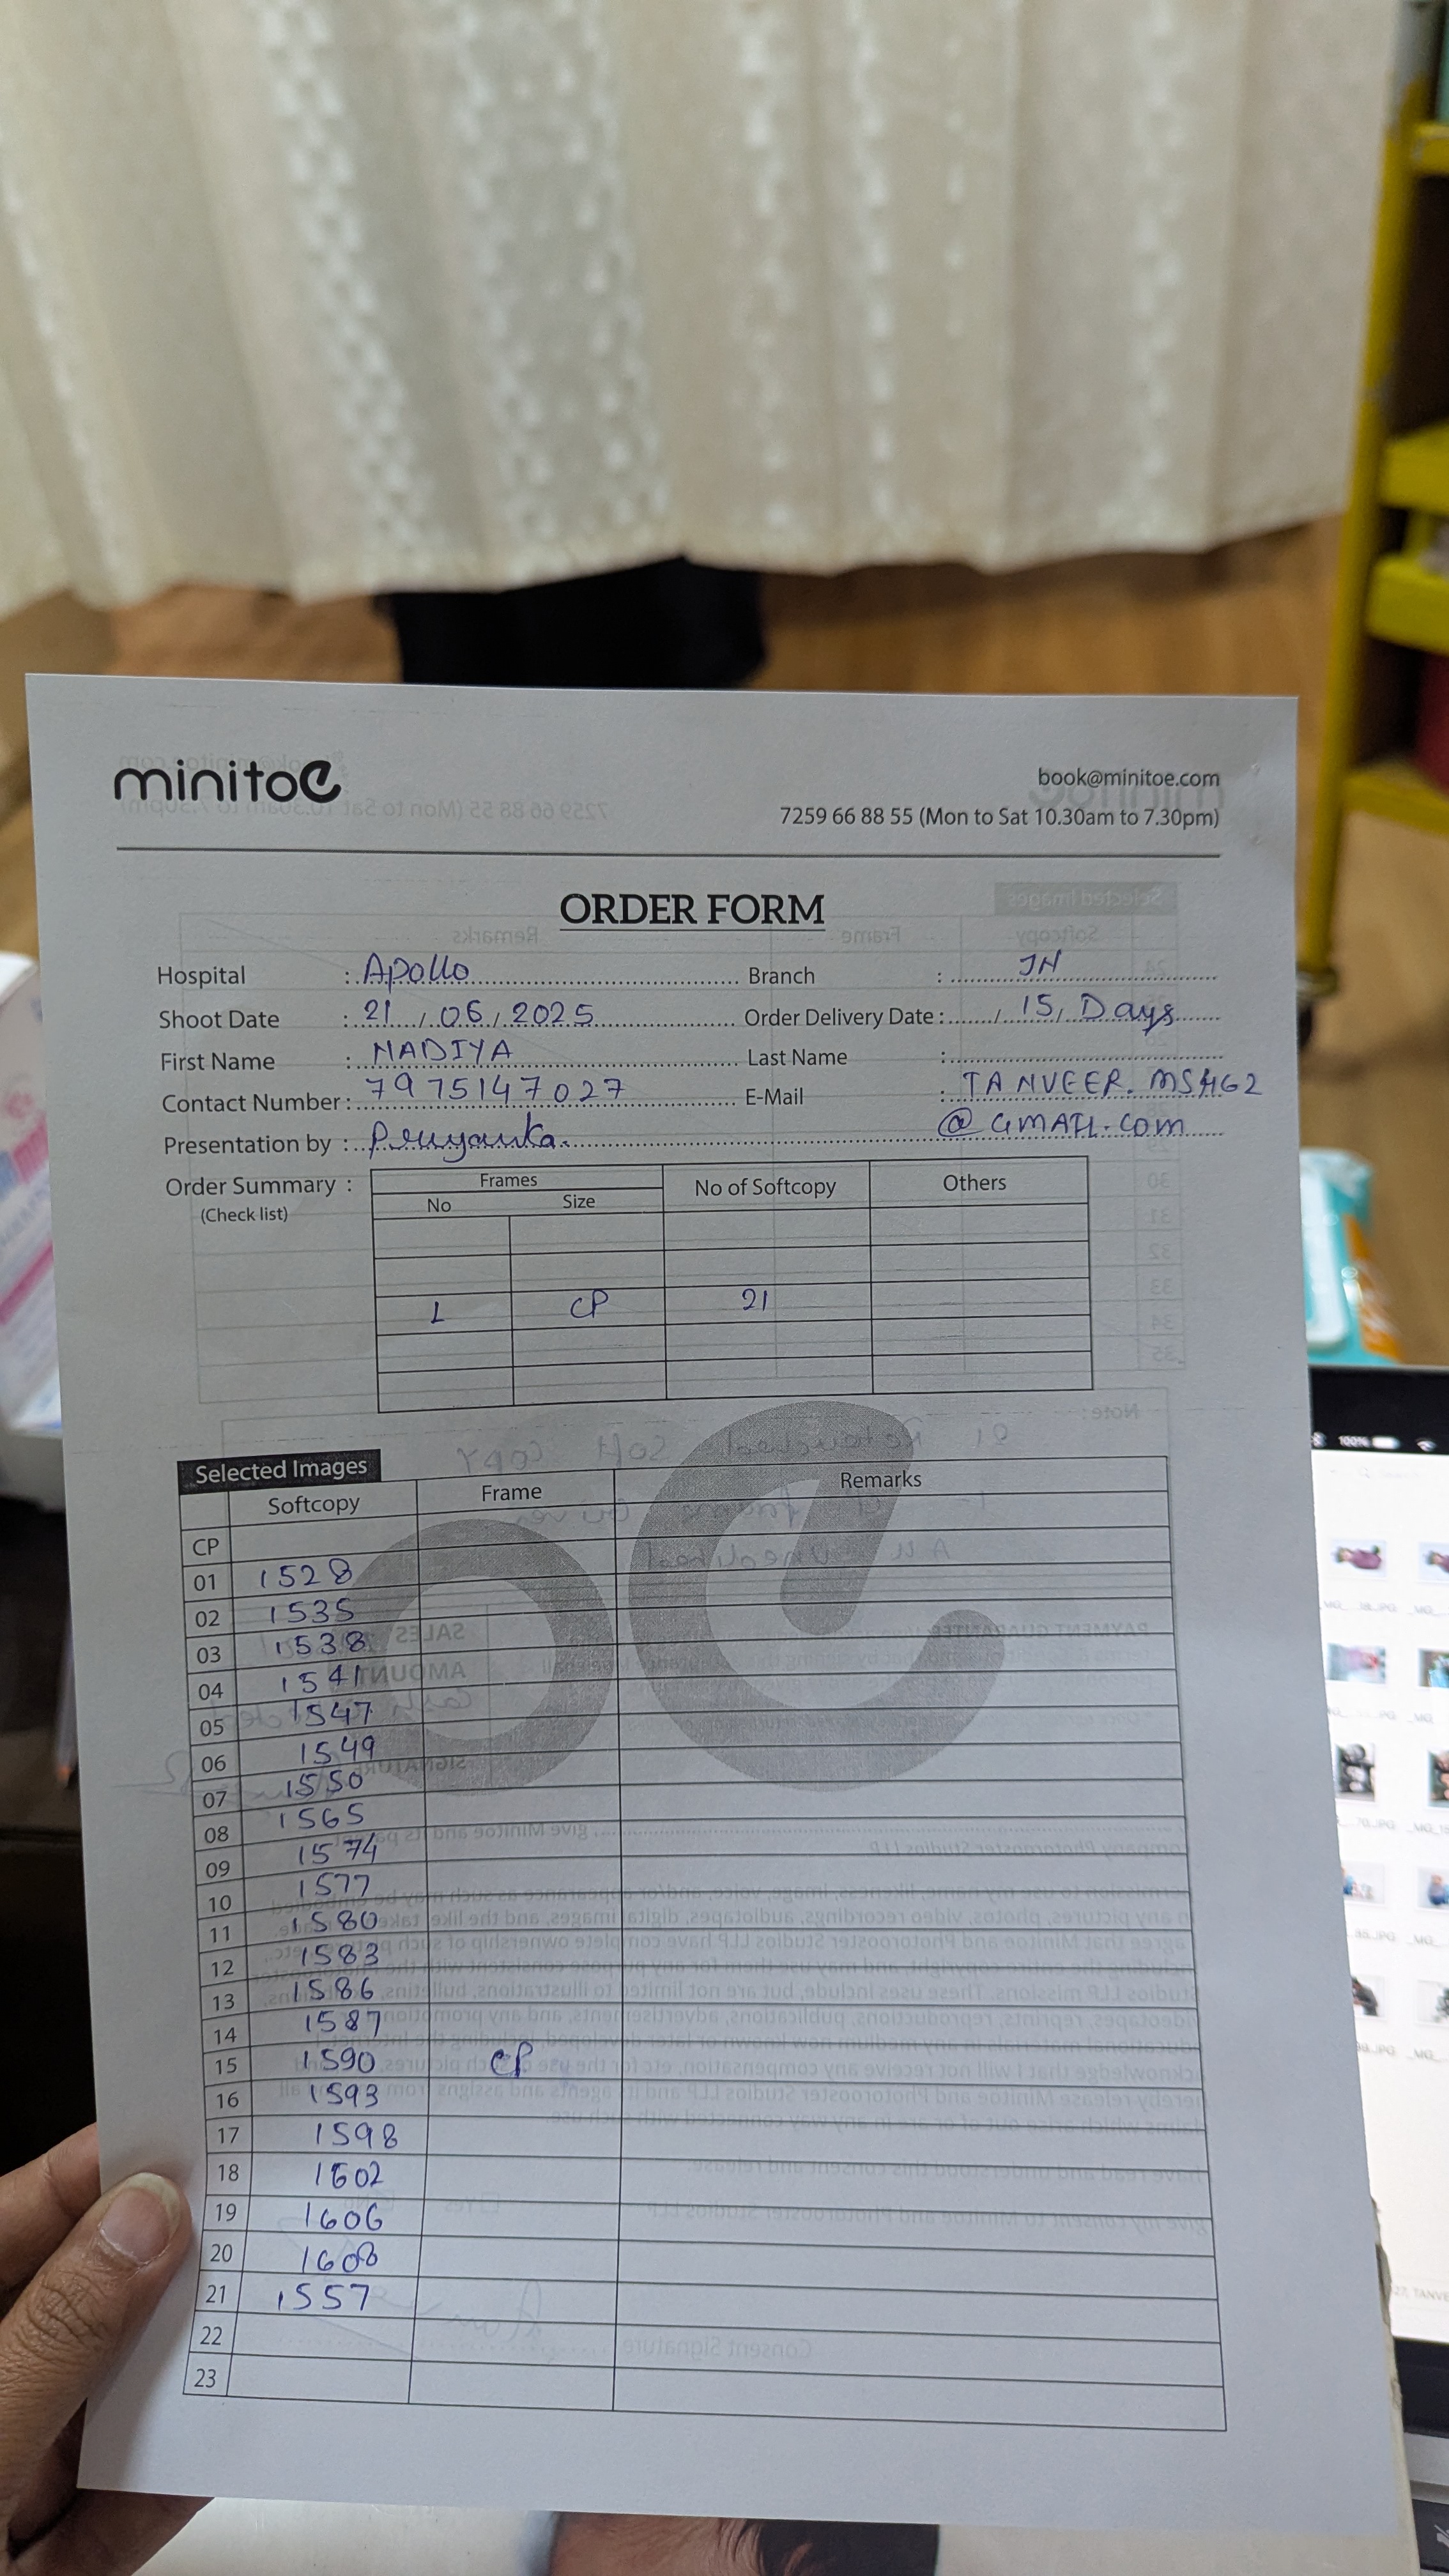 minitoe
book@minitoe.com
7259 66 88 55 (Mon to Sat 10.30am to 7.30pm)
ORDER FORM
Hospital : Apollo Branch : JN
Shoot Date : 21 / 06 / 2025 Order Delivery Date : / 15 / Days
First Name : NADIYA Last Name :
Contact Number : 7975147027 E-Mail : TANVEER.MS462
@GMAIL.COM
Presentation by : Priyanka.
Order Summary :
(Check list)
Frames No of Softcopy Others
No Size
1 CP 21
Selected Images
Softcopy Frame Remarks
CP
01 1528
02 1535
03 1538
04 1541
05 1547
06 1549
07 1550
08 1565
09 1574
10 1577
11 1580
12 1583
13 1586
14 1587
15 1590 CP
16 1593
17 1598
18 1602
19 1606
20 1608
21 1557
22
23